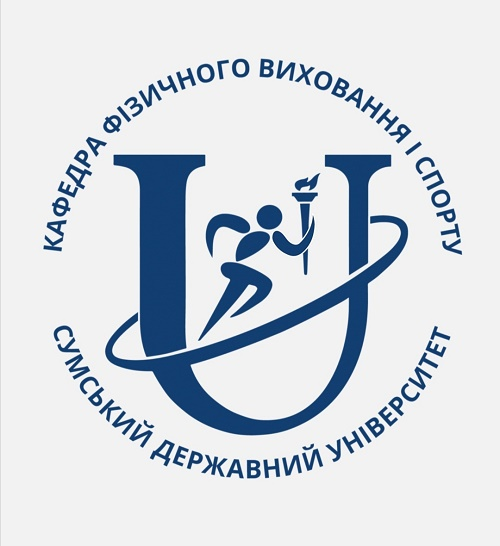 КАФЕДРА ФІЗИЧНОГО ВИХОВАННЯ І СПОРТУ
U
СУМСЬКИЙ ДЕРЖАВНИЙ УНІВЕРСИТЕТ